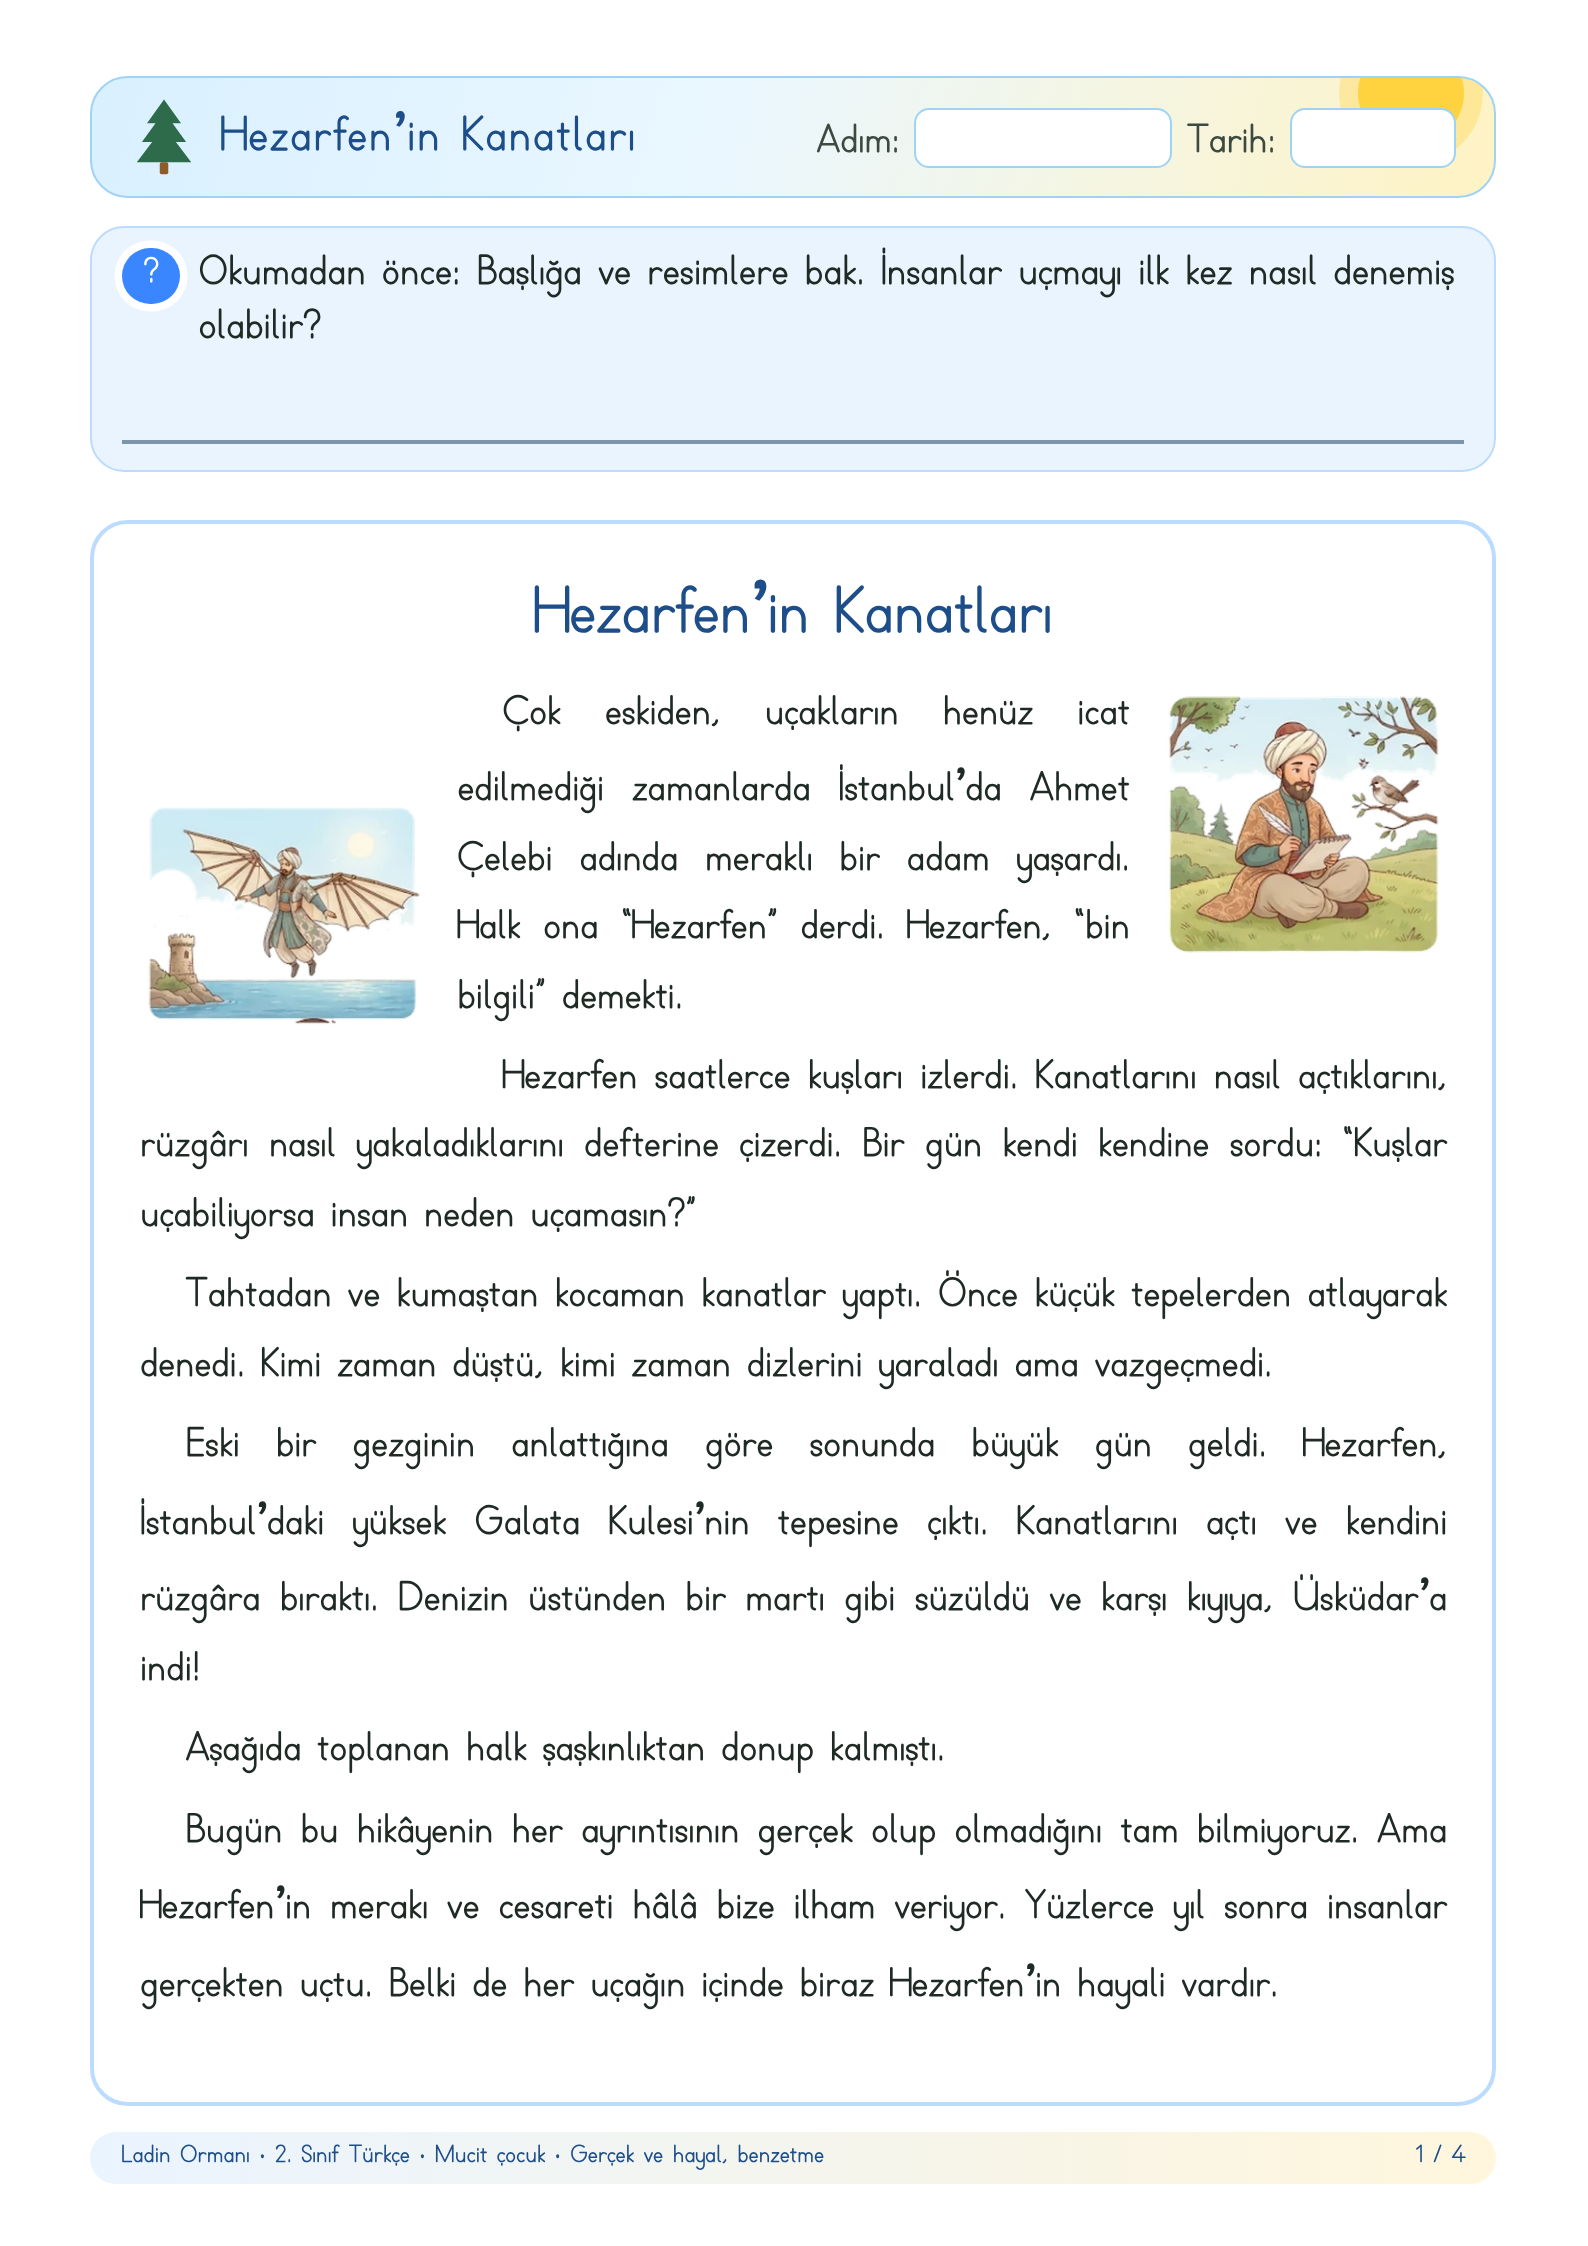 Hezarfen’in Kanatları
Adım:
Tarih:
?
Okumadan önce: Başlığa ve resimlere bak. İnsanlar uçmayı ilk kez nasıl denemiş
olabilir?
Hezarfen’in Kanatları
Çok eskiden, uçakların henüz icat
edilmediği zamanlarda İstanbul’da Ahmet
Çelebi adında meraklı bir adam yaşardı.
Halk ona “Hezarfen” derdi. Hezarfen, “bin
bilgili” demekti.
Hezarfen saatlerce kuşları izlerdi. Kanatlarını nasıl açtıklarını,
rüzgârı nasıl yakaladıklarını defterine çizerdi. Bir gün kendi kendine sordu: “Kuşlar
uçabiliyorsa insan neden uçamasın?”
Tahtadan ve kumaştan kocaman kanatlar yaptı. Önce küçük tepelerden atlayarak
denedi. Kimi zaman düştü, kimi zaman dizlerini yaraladı ama vazgeçmedi.
Eski bir gezginin anlattığına göre sonunda büyük gün geldi. Hezarfen,
İstanbul’daki yüksek Galata Kulesi’nin tepesine çıktı. Kanatlarını açtı ve kendini
rüzgâra bıraktı. Denizin üstünden bir martı gibi süzüldü ve karşı kıyıya, Üsküdar’a
indi!
Aşağıda toplanan halk şaşkınlıktan donup kalmıştı.
Bugün bu hikâyenin her ayrıntısının gerçek olup olmadığını tam bilmiyoruz. Ama
Hezarfen’in merakı ve cesareti hâlâ bize ilham veriyor. Yüzlerce yıl sonra insanlar
gerçekten uçtu. Belki de her uçağın içinde biraz Hezarfen’in hayali vardır.
Ladin Ormanı • 2. Sınıf Türkçe • Mucit çocuk • Gerçek ve hayal, benzetme
1 / 4